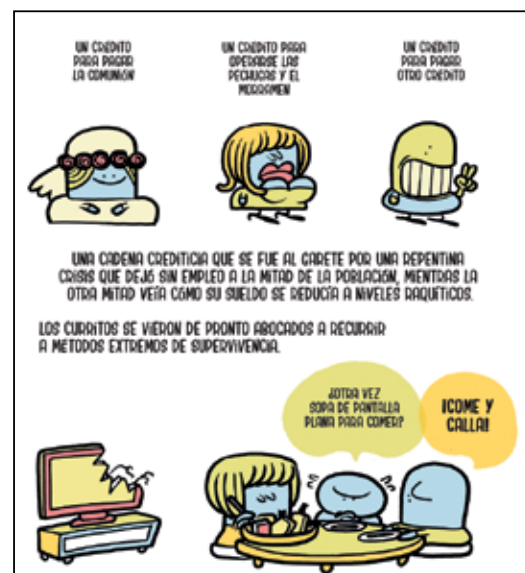 UN CRÉDITO
PARA PAGAR
LA COMUNIÓN
UN CRÉDITO PARA
OPERARSE LAS
PECHUGAS Y EL
MORRAMEN
UN CRÉDITO
PARA PAGAR
OTRO CRÉDITO
UNA CADENA CREDITICIA QUE SE FUE AL GARETE POR UNA REPENTINA
CRISIS QUE DEJÓ SIN EMPLEO A LA MITAD DE LA POBLACIÓN, MIENTRAS LA
OTRA MITAD VEÍA CÓMO SU SUELDO SE REDUCÍA A NIVELES RAQUÍTICOS.
LOS CURRITOS SE VIERON DE PRONTO ABOCADOS A RECURRIR
A MÉTODOS EXTREMOS DE SUPERVIVENCIA.
¿OTRA VEZ
SOPA DE PANTALLA
PLANA PARA COMER?
¡COME Y
CALLA!